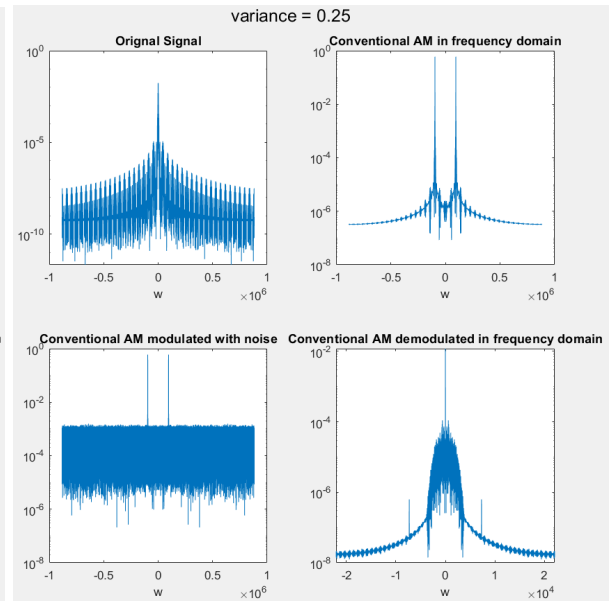 variance = 0.25
Orignal Signal
10^0
10^-5
10^-10
-1 -0.5 0 0.5 1
w
×10^6
Conventional AM in frequency domain
10^0
10^-2
10^-4
10^-6
10^-8
-1 -0.5 0 0.5 1
w
×10^6
Conventional AM modulated with noise
10^0
10^-2
10^-4
10^-6
10^-8
-1 -0.5 0 0.5 1
w
×10^6
Conventional AM demodulated in frequency domain
10^-2
10^-4
10^-6
10^-8
-2 -1 0 1 2
w
×10^4